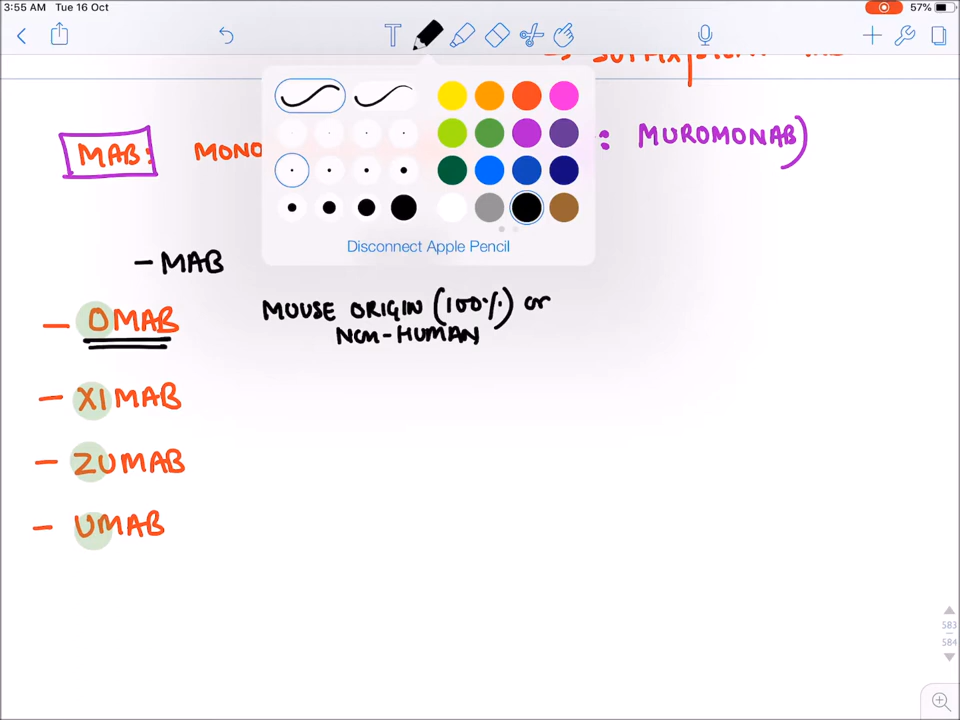 3:55 AM Tue 16 Oct 57%
T
MAB: MONO : MUROMONAB)
Disconnect Apple Pencil
- MAB
- OMAB MOUSE ORIGIN (100%) or
NON-HUMAN
- XIMAB
- ZUMAB
- UMAB
583
584